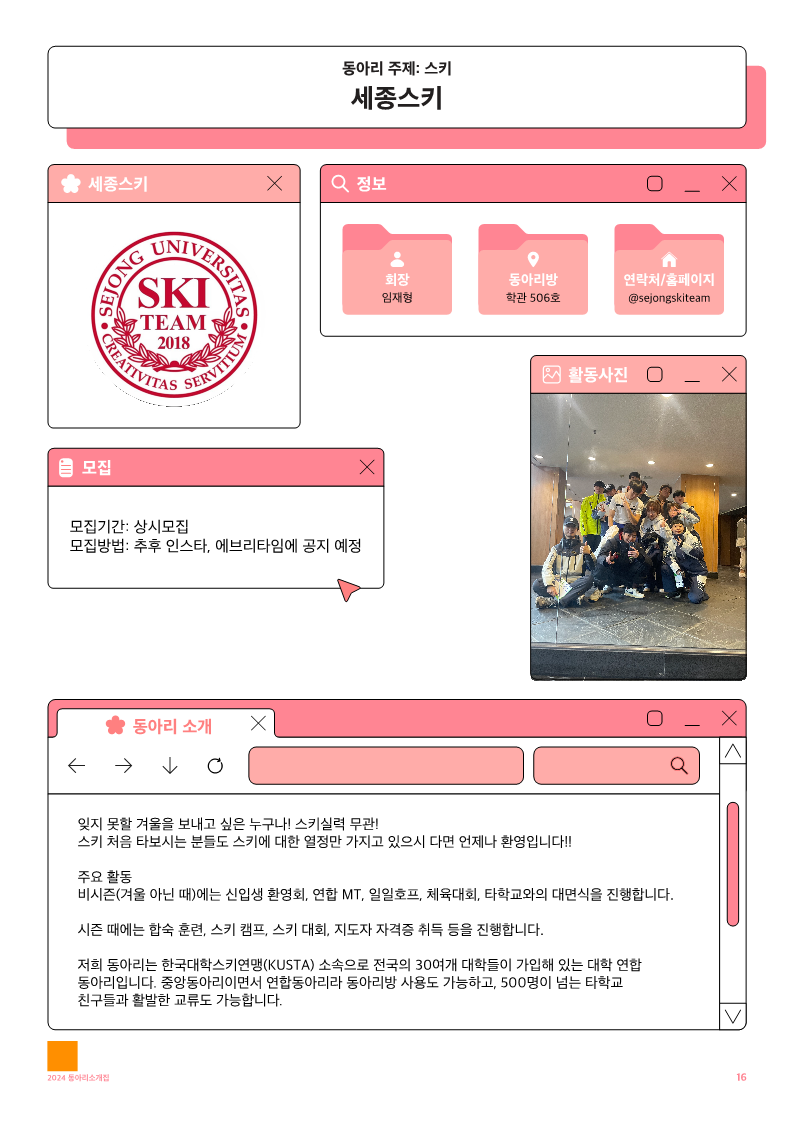 동아리 주제: 스키
세종스키
세종스키
SEJONG UNIVERSITAS
SKI
TEAM
2018
CREATIVITAS SERVITIUM
정보
회장
임재형
동아리방
학관 506호
연락처/홈페이지
@sejongskiteam
활동사진
모집
모집기간: 상시모집
모집방법: 추후 인스타, 에브리타임에 공지 예정
동아리 소개
잊지 못할 겨울을 보내고 싶은 누구나! 스키실력 무관!
스키 처음 타보시는 분들도 스키에 대한 열정만 가지고 있으시 다면 언제나 환영입니다!!
주요 활동
비시즌(겨울 아닌 때)에는 신입생 환영회, 연합 MT, 일일호프, 체육대회, 타학교와의 대면식을 진행합니다.
시즌 때에는 합숙 훈련, 스키 캠프, 스키 대회, 지도자 자격증 취득 등을 진행합니다.
저희 동아리는 한국대학스키연맹(KUSTA) 소속으로 전국의 30여개 대학들이 가입해 있는 대학 연합
동아리입니다. 중앙동아리이면서 연합동아리라 동아리방 사용도 가능하고, 500명이 넘는 타학교
친구들과 활발한 교류도 가능합니다.
2024 동아리소개집
16